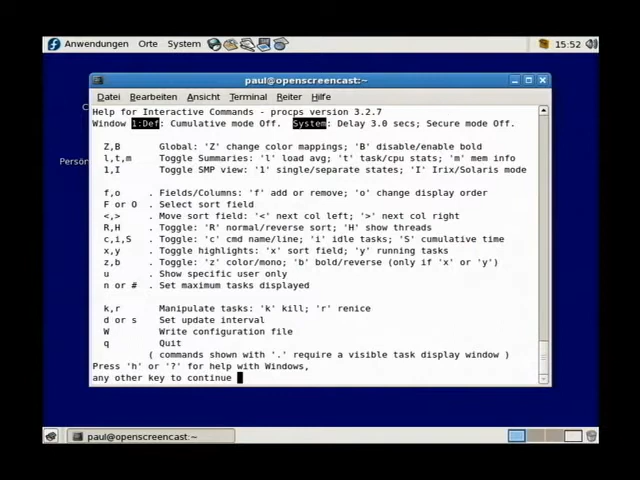 Anwendungen Orte System 15:52
paul@openscreencast:~
Datei Bearbeiten Ansicht Terminal Reiter Hilfe
Help for Interactive Commands - procps version 3.2.7
Window 1:Def: Cumulative mode Off. System: Delay 3.0 secs; Secure mode Off.
Z,B Global: 'Z' change color mappings; 'B' disable/enable bold
l,t,m Toggle Summaries: 'l' load avg; 't' task/cpu stats; 'm' mem info
1,I Toggle SMP view: '1' single/separate states; 'I' Irix/Solaris mode
f,o . Fields/Columns: 'f' add or remove; 'o' change display order
F or O . Select sort field
<,> . Move sort field: '<' next col left; '>' next col right
R,H . Toggle: 'R' normal/reverse sort; 'H' show threads
c,i,S . Toggle: 'c' cmd name/line; 'i' idle tasks; 'S' cumulative time
x,y . Toggle highlights: 'x' sort field; 'y' running tasks
z,b . Toggle: 'z' color/mono; 'b' bold/reverse (only if 'x' or 'y')
u . Show specific user only
n or # . Set maximum tasks displayed
k,r Manipulate tasks: 'k' kill; 'r' renice
d or s Set update interval
W Write configuration file
q Quit
( commands shown with '.' require a visible task display window )
Press 'h' or '?' for help with Windows,
any other key to continue
paul@openscreencast:~